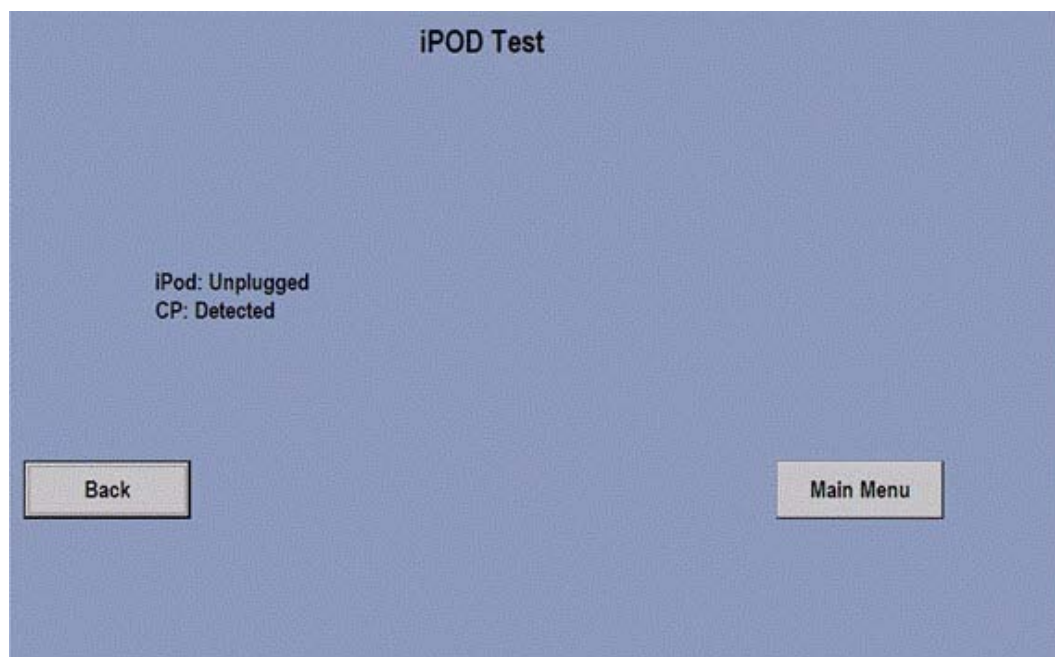 iPOD Test
iPod: Unplugged
CP: Detected
Back
Main Menu